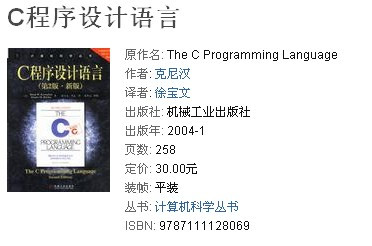 C程序设计语言
C程序设计语言
(第2版·新版)
THE
C
PROGRAMMING
LANGUAGE
The C Programming Language
原作名: The C Programming Language
作者: 克尼汉
译者: 徐宝文
出版社: 机械工业出版社
出版年: 2004-1
页数: 258
定价: 30.00元
装帧: 平装
丛书: 计算机科学丛书
ISBN: 9787111128069